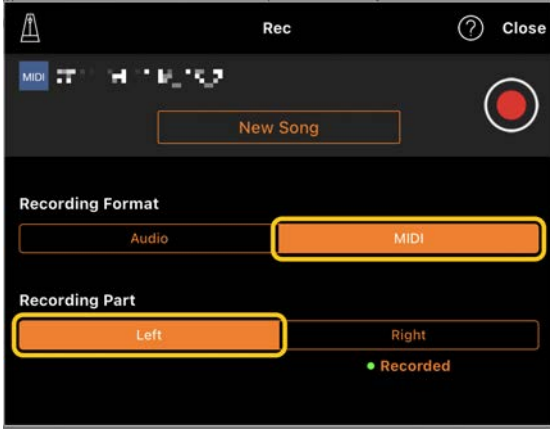 Rec
Close
MIDI
New Song
Recording Format
Audio MIDI
Recording Part
Left Right
Recorded